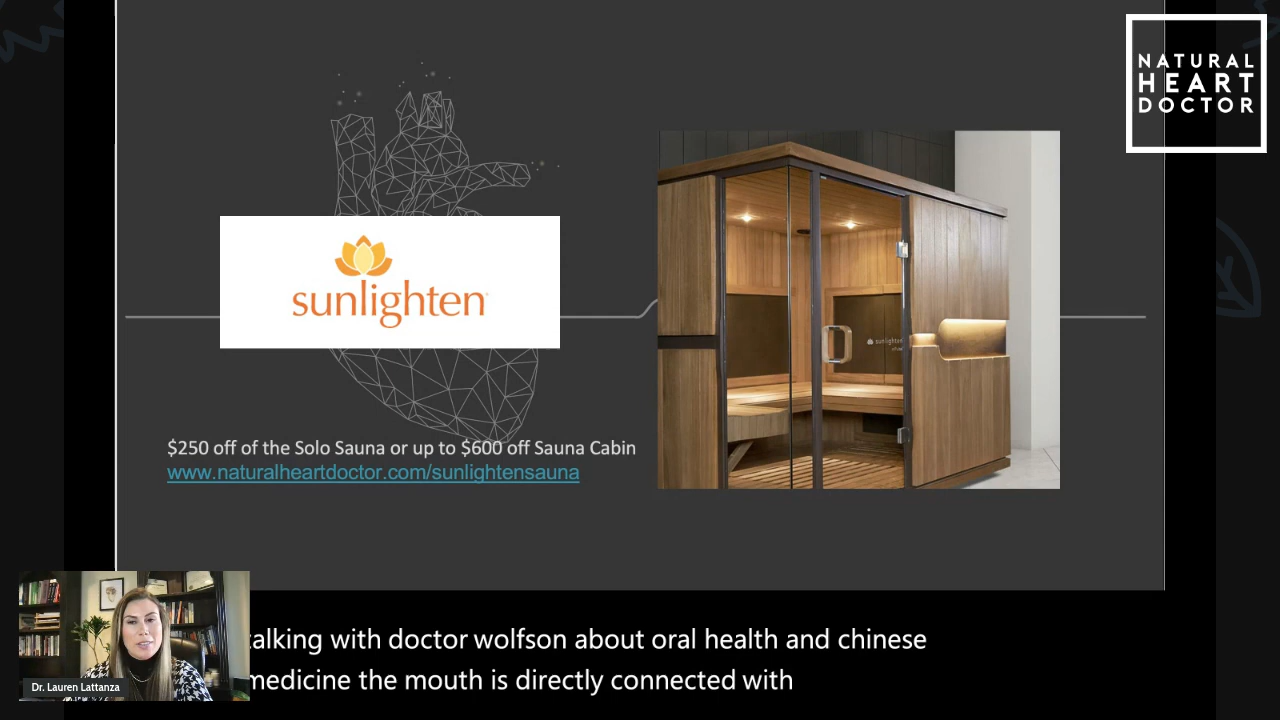 NATURAL
HEART
DOCTOR
sunlighten
sunlighten
$250 off of the Solo Sauna or up to $600 off Sauna Cabin
www.naturalheartdoctor.com/sunlightensauna
talking with doctor wolfson about oral health and chinese
medicine the mouth is directly connected with
Dr. Lauren Lattanza